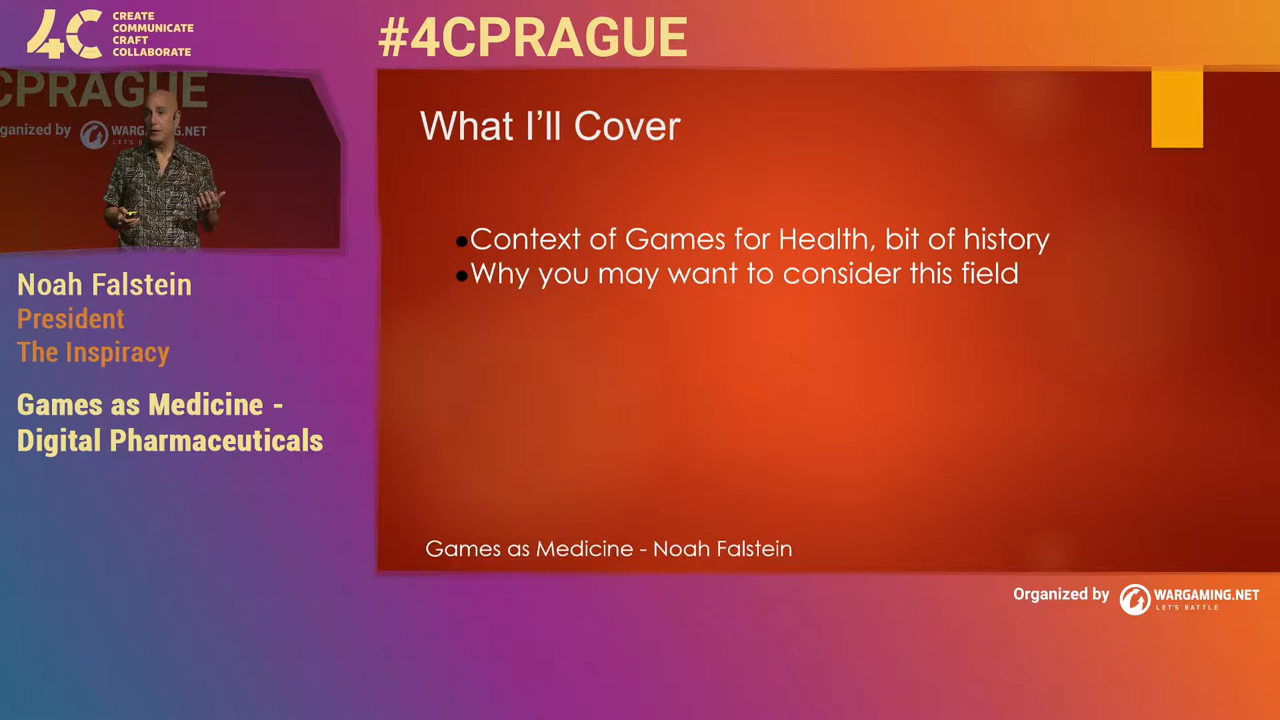 4C
CREATE
COMMUNICATE
CRAFT
COLLABORATE
#4CPRAGUE
CPRAGUE
ganized by WARGAMING.NET
Noah Falstein
President
The Inspiracy
Games as Medicine -
Digital Pharmaceuticals
What I'll Cover
●Context of Games for Health, bit of history
●Why you may want to consider this field
Games as Medicine - Noah Falstein
Organized by WARGAMING.NET
LET'S BATTLE